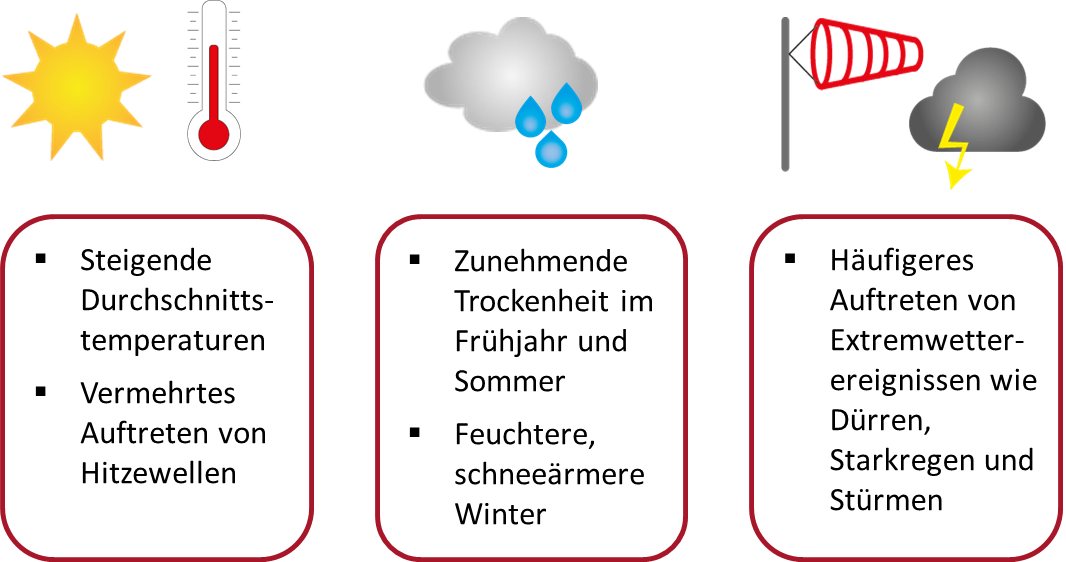 ▪ Steigende
Durchschnitts-
temperaturen
▪ Vermehrtes
Auftreten von
Hitzewellen
▪ Zunehmende
Trockenheit im
Frühjahr und
Sommer
▪ Feuchtere,
schneeärmere
Winter
▪ Häufigeres
Auftreten von
Extremwetter-
ereignissen wie
Dürren,
Starkregen und
Stürmen